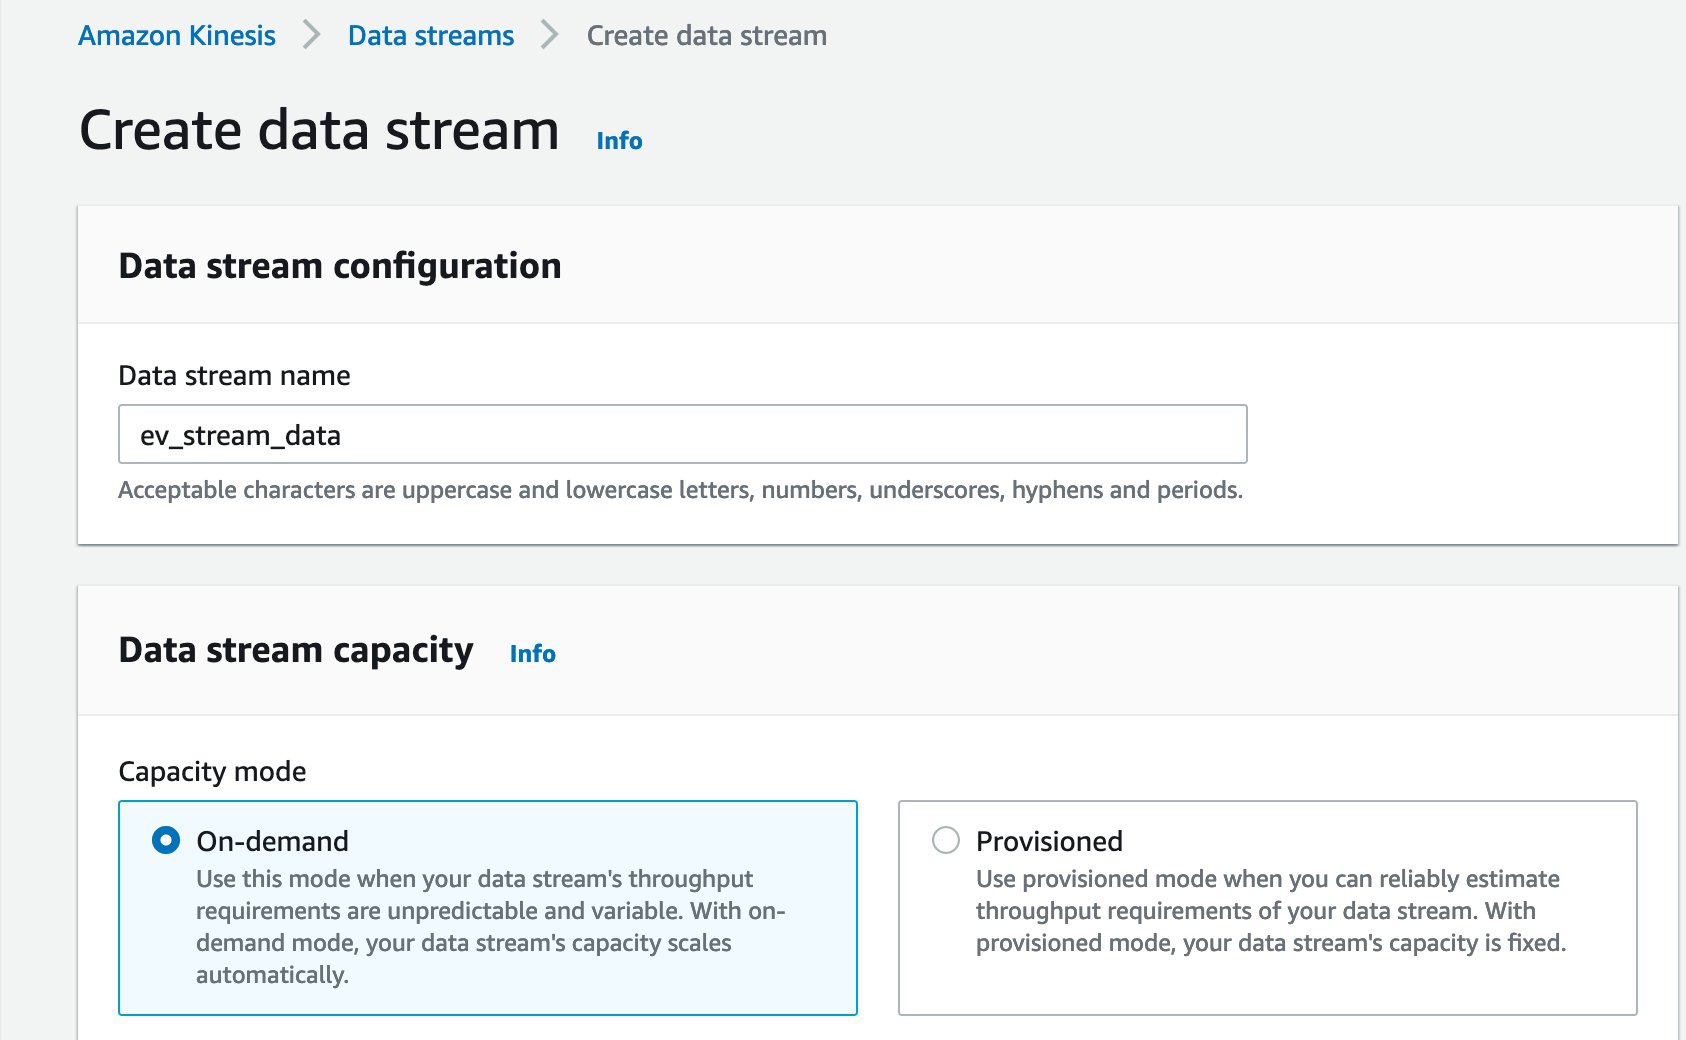 Amazon Kinesis > Data streams > Create data stream
Create data stream Info
Data stream configuration
Data stream name
ev_stream_data
Acceptable characters are uppercase and lowercase letters, numbers, underscores, hyphens and periods.
Data stream capacity Info
Capacity mode
On-demand
Use this mode when your data stream's throughput
requirements are unpredictable and variable. With on-
demand mode, your data stream's capacity scales
automatically.
Provisioned
Use provisioned mode when you can reliably estimate
throughput requirements of your data stream. With
provisioned mode, your data stream's capacity is fixed.